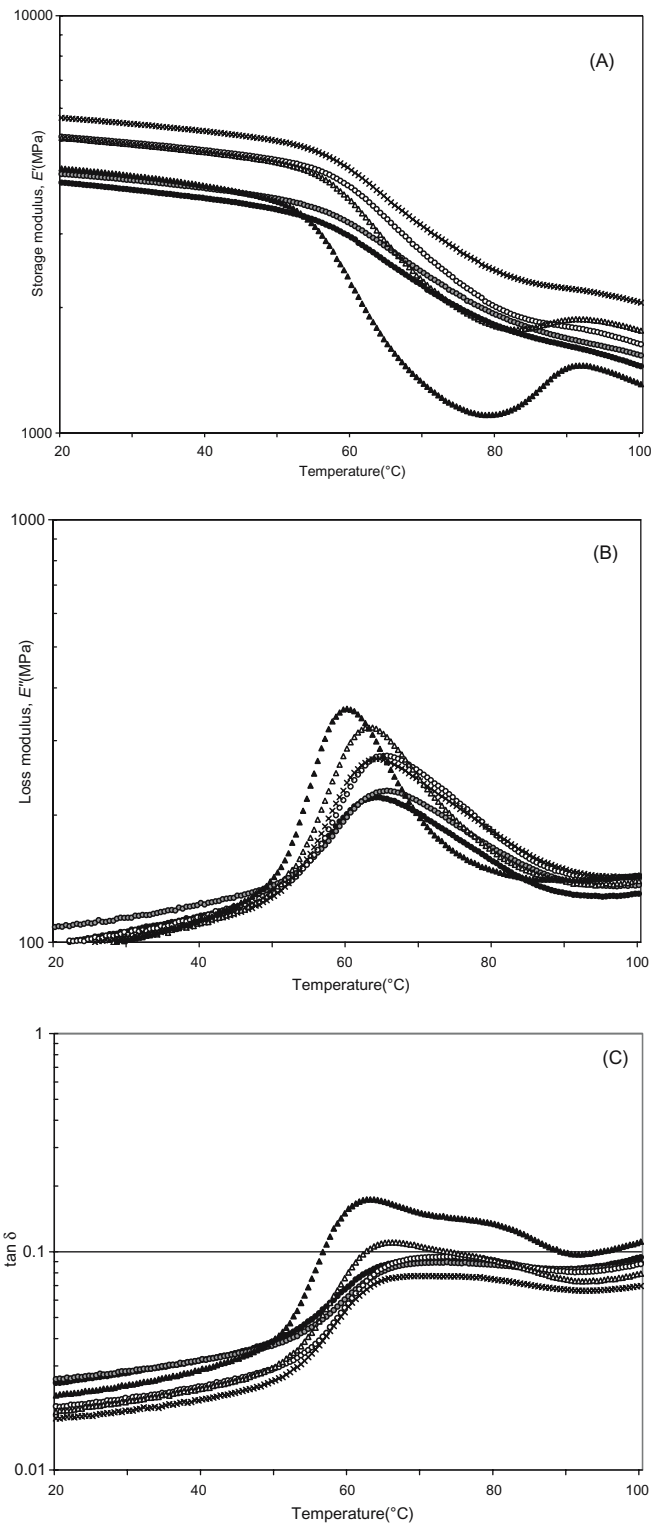 10000
(A)
Storage modulus, E'(MPa)
1000
20 40 60 80 100
Temperature(°C)
1000
(B)
Loss modulus, E"(MPa)
100
20 40 60 80 100
Temperature(°C)
1
(C)
tan δ
0.1
0.01
20 40 60 80 100
Temperature(°C)